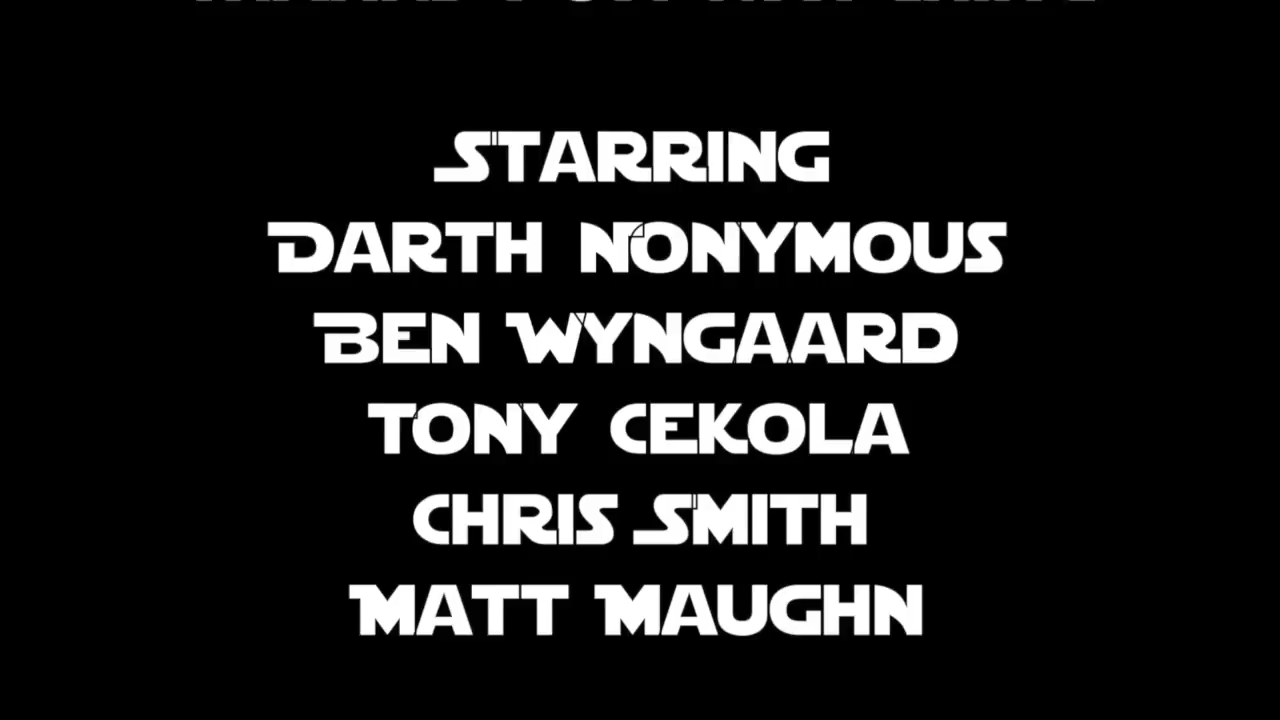 Starring
Darth Nonymous
Ben Wyngaard
Tony Cekola
Chris Smith
Matt Maughn